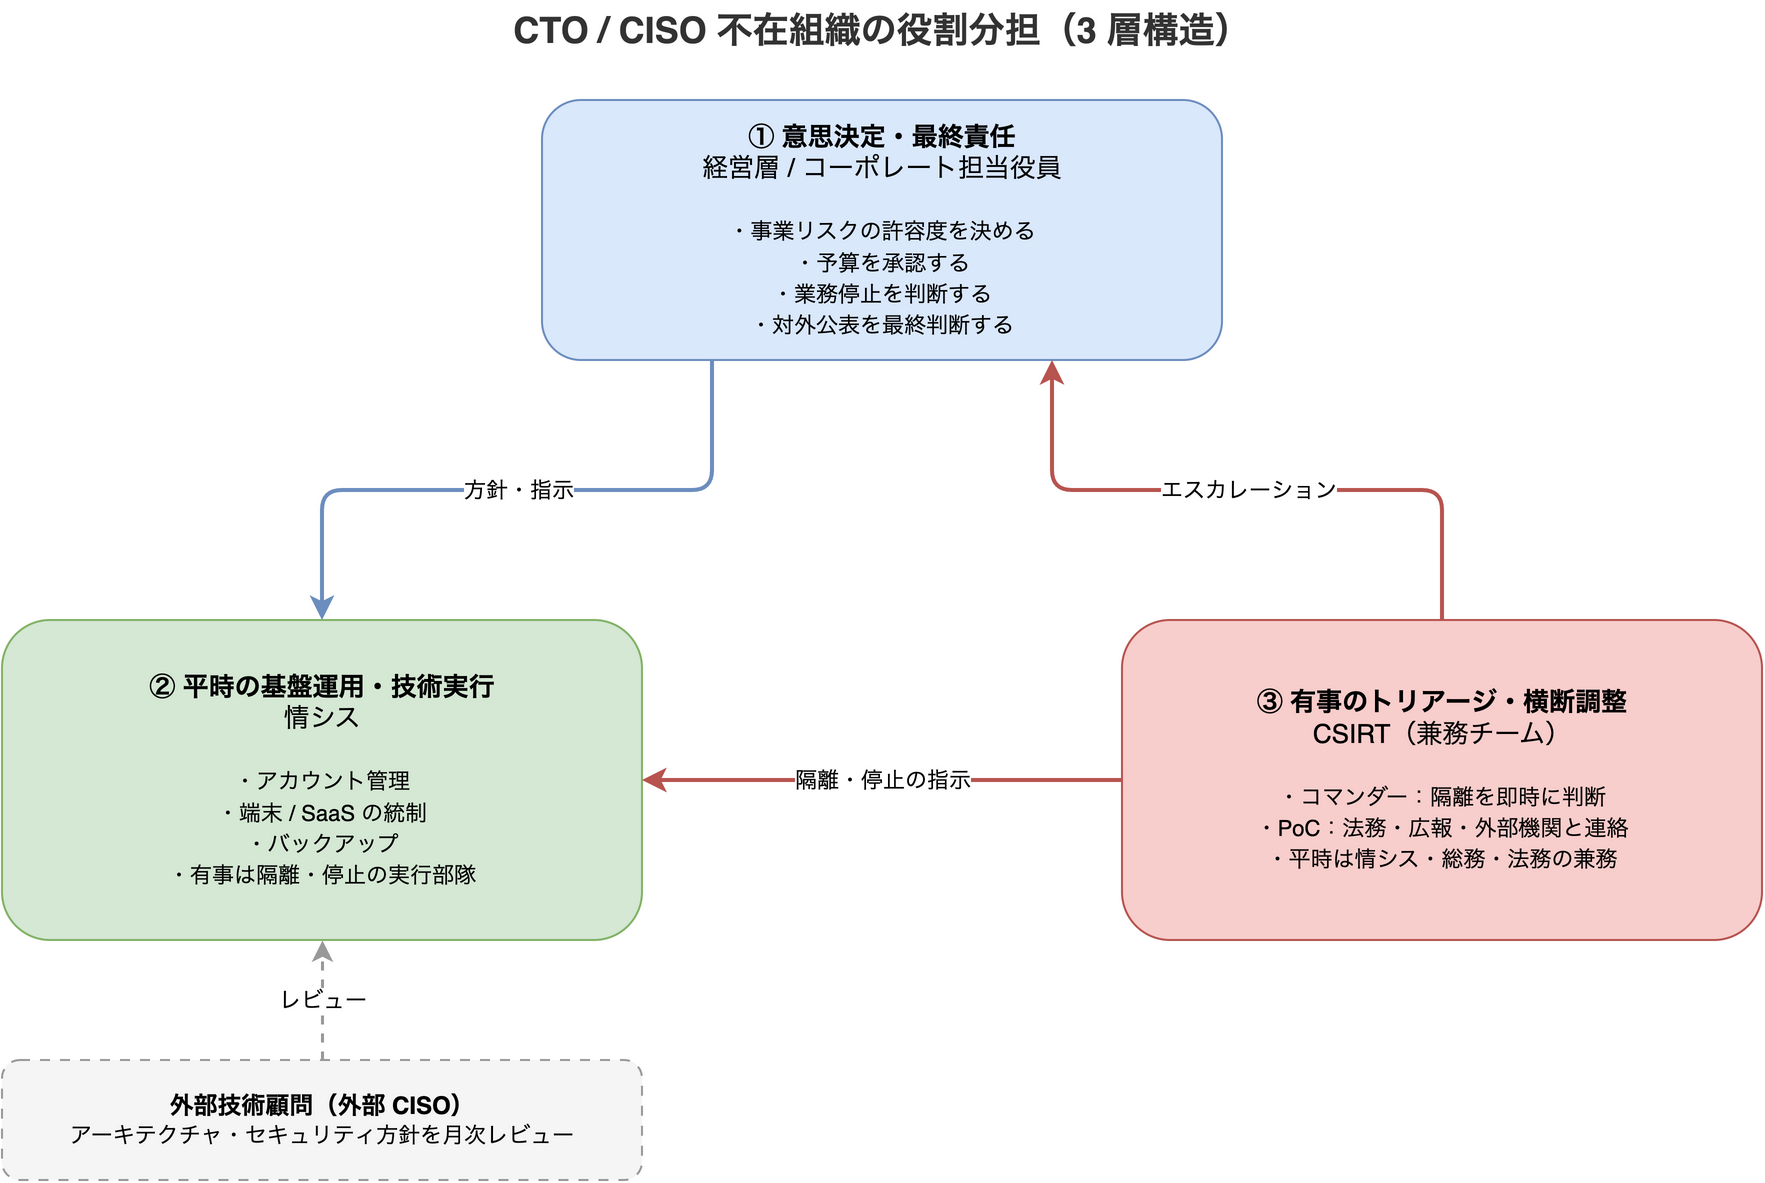 CTO / CISO 不在組織の役割分担（3 層構造）
① 意思決定・最終責任
経営層 / コーポレート担当役員
・事業リスクの許容度を決める
・予算を承認する
・業務停止を判断する
・対外公表を最終判断する
方針・指示
エスカレーション
② 平時の基盤運用・技術実行
情シス
・アカウント管理
・端末 / SaaS の統制
・バックアップ
・有事は隔離・停止の実行部隊
隔離・停止の指示
③ 有事のトリアージ・横断調整
CSIRT（兼務チーム）
・コマンダー：隔離を即時に判断
・PoC：法務・広報・外部機関と連絡
・平時は情シス・総務・法務の兼務
レビュー
外部技術顧問（外部 CISO）
アーキテクチャ・セキュリティ方針を月次レビュー